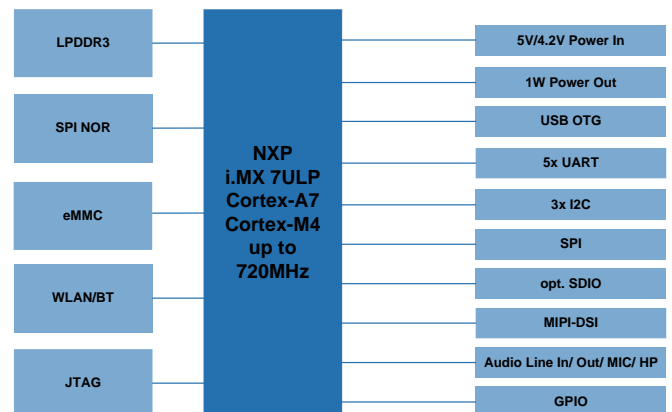 LPDDR3
SPI NOR
eMMC
WLAN/BT
JTAG
NXP
i.MX 7ULP
Cortex-A7
Cortex-M4
up to
720MHz
5V/4.2V Power In
1W Power Out
USB OTG
5x UART
3x I2C
SPI
opt. SDIO
MIPI-DSI
Audio Line In/ Out/ MIC/ HP
GPIO